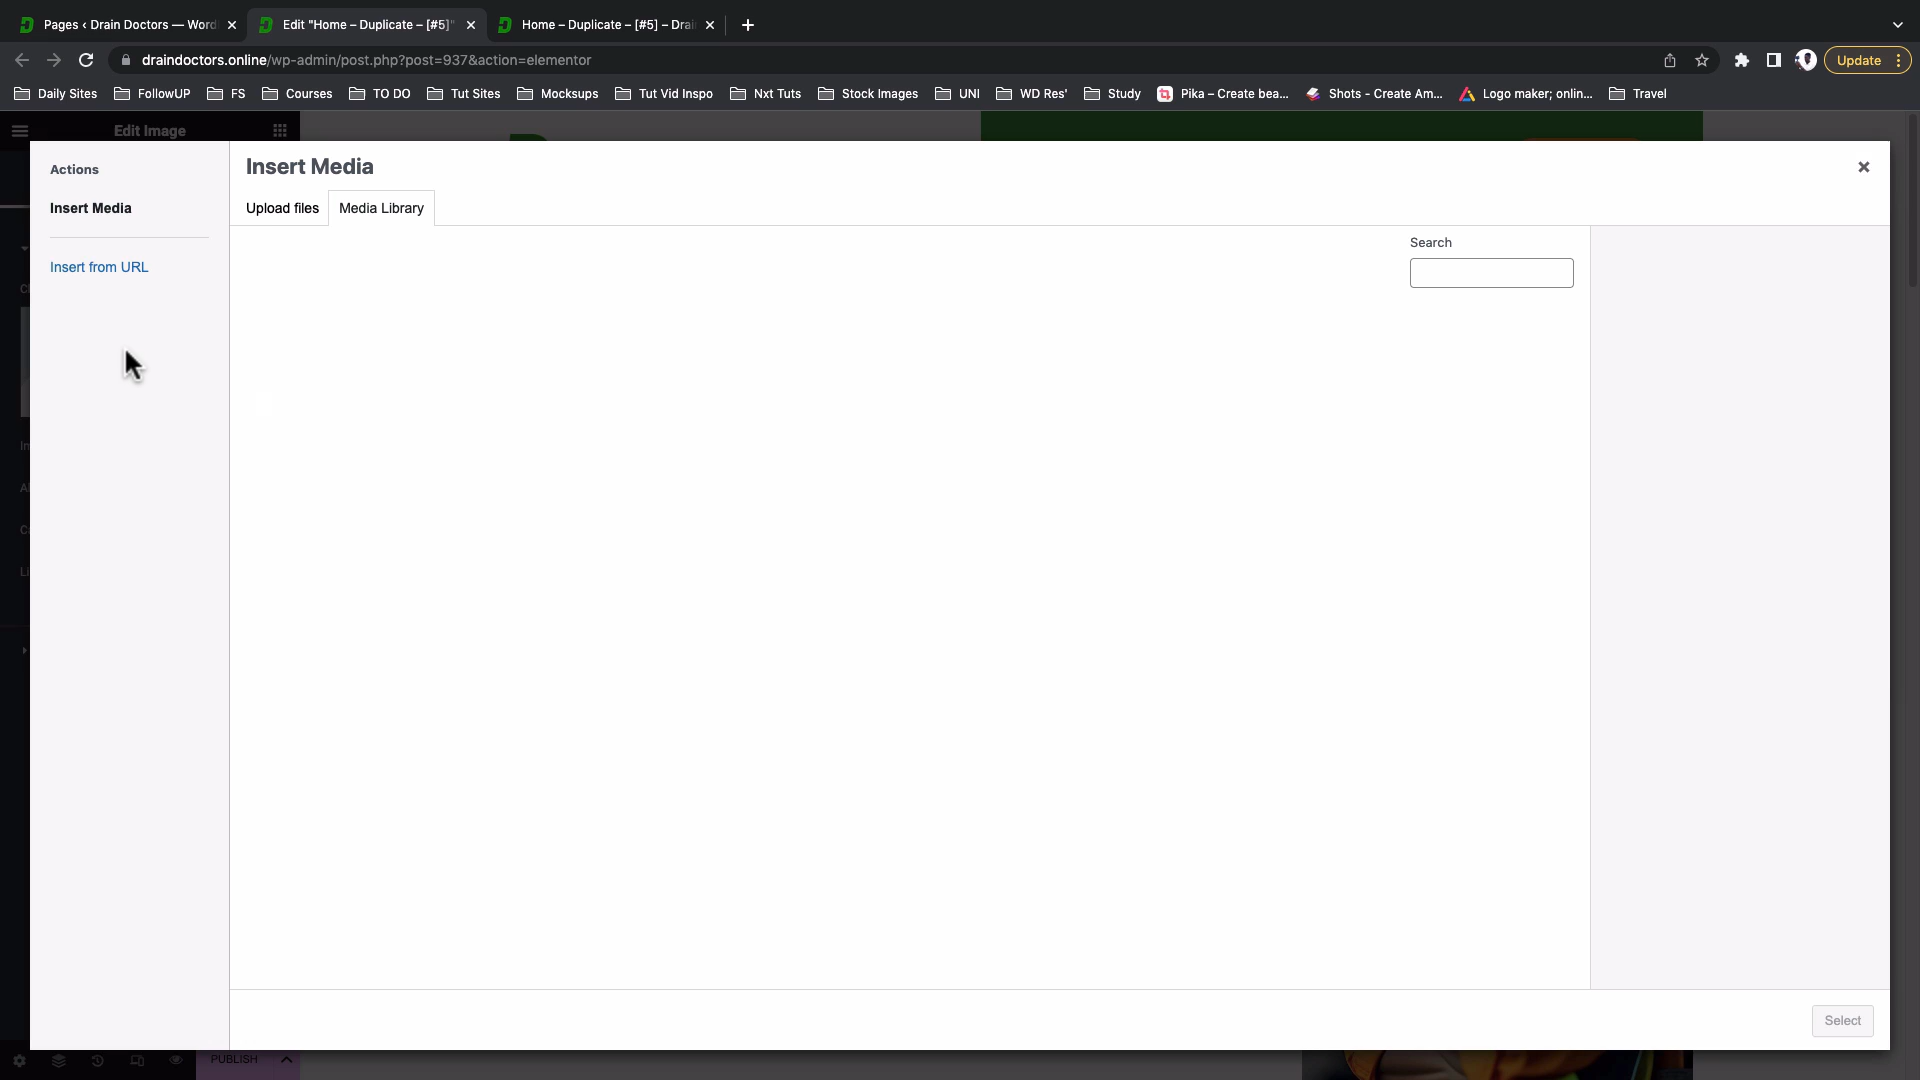 Pages ‹ Drain Doctors — Word
Edit "Home – Duplicate – [#5]"
Home – Duplicate – [#5] – Drai
draindoctors.online/wp-admin/post.php?post=937&action=elementor
Update
Daily Sites
FollowUP
FS
Courses
TO DO
Tut Sites
Mocksups
Tut Vid Inspo
Nxt Tuts
Stock Images
UNI
WD Res'
Study
Pika – Create bea...
Shots - Create Am...
Logo maker; onlin...
Travel
Edit Image
Actions
Insert Media
Insert from URL
Insert Media
Upload files
Media Library
Search
Select
PUBLISH